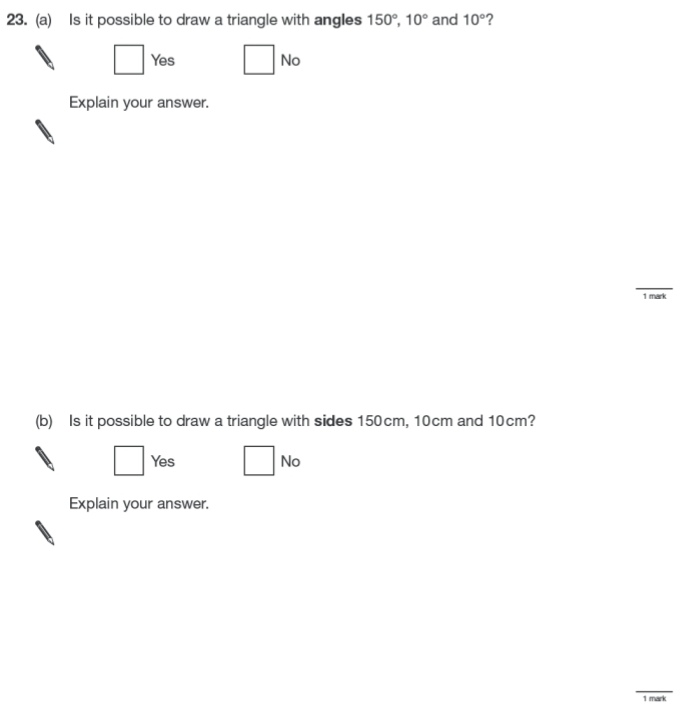 23. (a) Is it possible to draw a triangle with angles 150°, 10° and 10°?
Yes No
Explain your answer.
1 mark
(b) Is it possible to draw a triangle with sides 150cm, 10cm and 10cm?
Yes No
Explain your answer.
1 mark